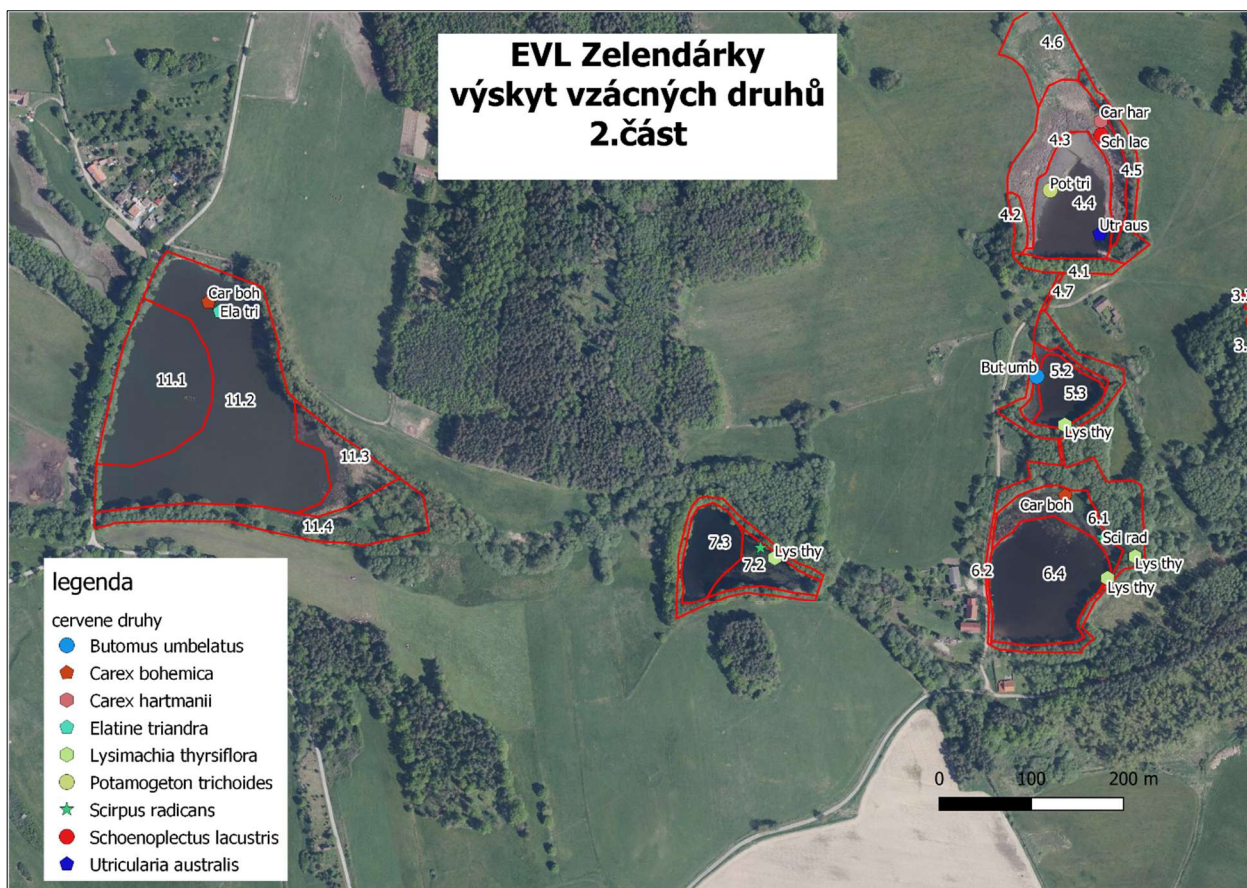 EVL Zelendárky
výskyt vzácných druhů
2.část
4.6
Car har
Sch lac
4.3
4.5
Pot tri
4.2
4.4
Utr aus
4.1
4.7
Car boh
Ela tri
11.1
11.2
11.3
11.4
But umb
5.2
5.3
Lys thy
Car boh
6.1
Sci rad
Lys thy
6.2
6.4
Lys thy
7.3
7.2
Lys thy
legenda
cervene druhy
Butomus umbelatus
Carex bohemica
Carex hartmanii
Elatine triandra
Lysimachia thyrsiflora
Potamogeton trichoides
Scirpus radicans
Schoenoplectus lacustris
Utricularia australis
0 100 200 m